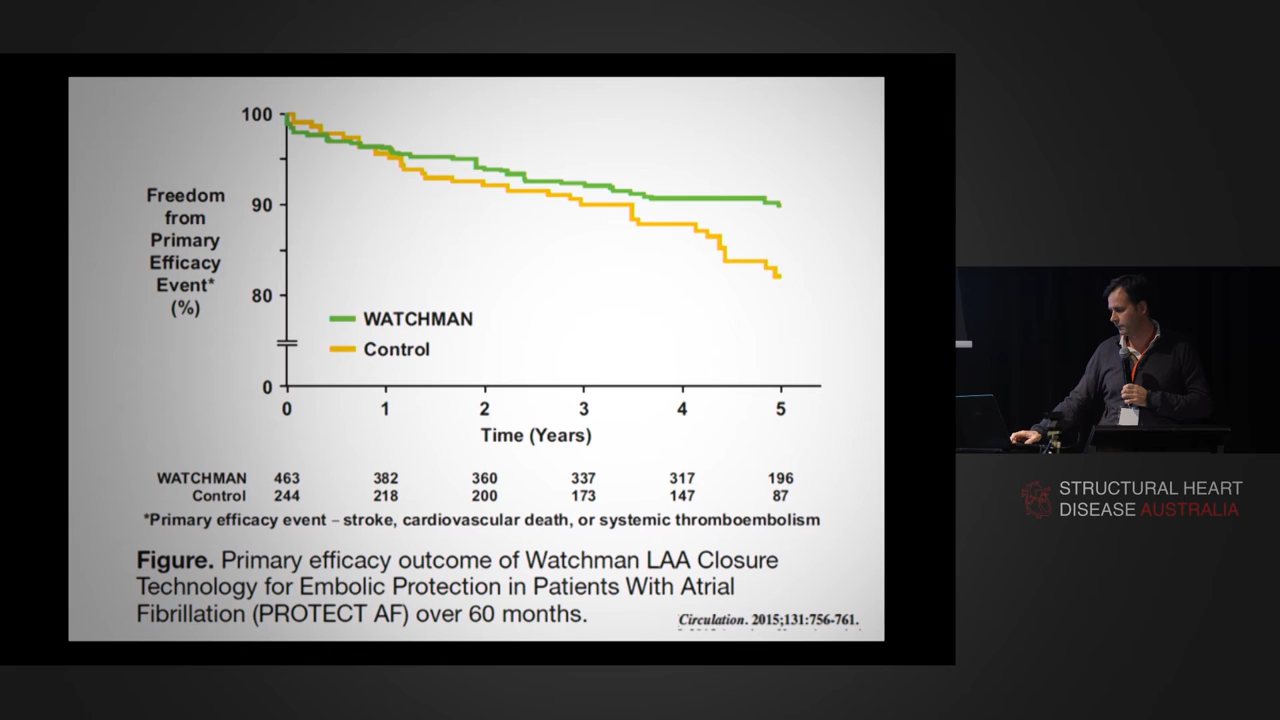 100
90
80
0
Freedom
from
Primary
Efficacy
Event*
(%)
WATCHMAN
Control
0 1 2 3 4 5
Time (Years)
WATCHMAN 463 382 360 337 317 196
Control 244 218 200 173 147 87
*Primary efficacy event – stroke, cardiovascular death, or systemic thromboembolism
Figure. Primary efficacy outcome of Watchman LAA Closure
Technology for Embolic Protection in Patients With Atrial
Fibrillation (PROTECT AF) over 60 months.
Circulation. 2015;131:756-761.
STRUCTURAL HEART
DISEASE AUSTRALIA